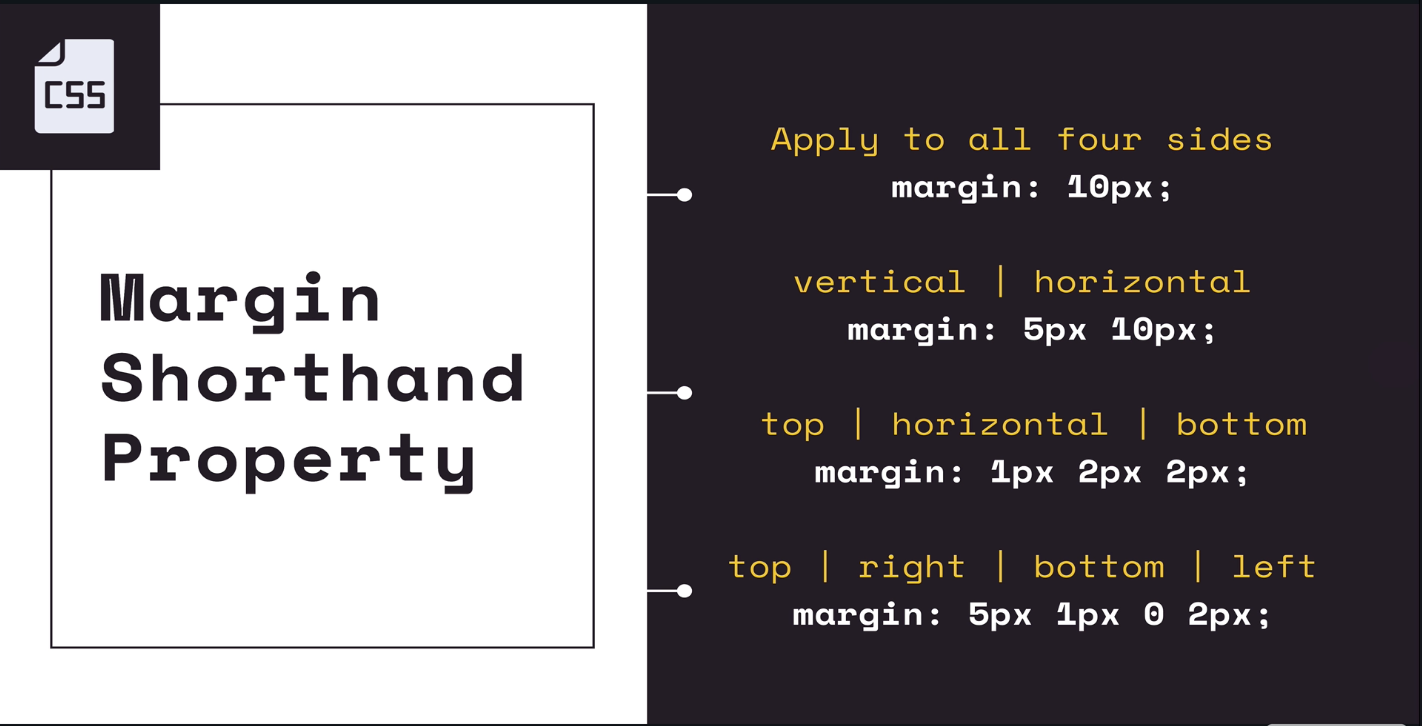 CSS
Margin
Shorthand
Property
Apply to all four sides
margin: 10px;
vertical | horizontal
margin: 5px 10px;
top | horizontal | bottom
margin: 1px 2px 2px;
top | right | bottom | left
margin: 5px 1px 0 2px;